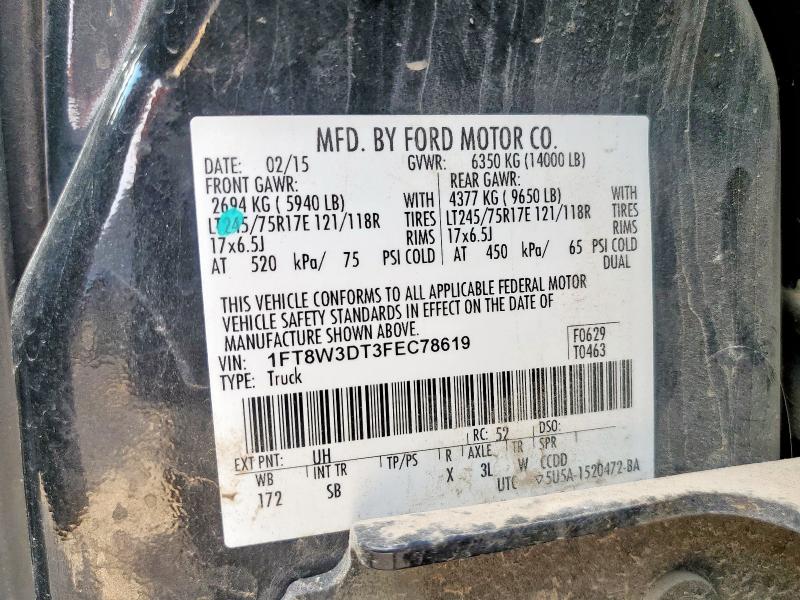 MFD. BY FORD MOTOR CO.
DATE: 02/15 GVWR: 6350 KG (14000 LB)
FRONT GAWR: REAR GAWR:
2694 KG ( 5940 LB) WITH 4377 KG ( 9650 LB) WITH
LT245/75R17E 121/118R TIRES LT245/75R17E 121/118R TIRES
17x6.5J RIMS 17x6.5J RIMS
AT 520 kPa/ 75 PSI COLD AT 450 kPa/ 65 PSI COLD
DUAL
THIS VEHICLE CONFORMS TO ALL APPLICABLE FEDERAL MOTOR
VEHICLE SAFETY STANDARDS IN EFFECT ON THE DATE OF
MANUFACTURE SHOWN ABOVE.
VIN: 1FT8W3DT3FEC78619 F0629
TYPE: Truck T0463
EXT PNT: UH RC: 52 DSO:
WB INT TR TP/PS R AXLE TR SPR
172 SB X 3L W CCDD
UTC ▽5U5A-1520472-BA